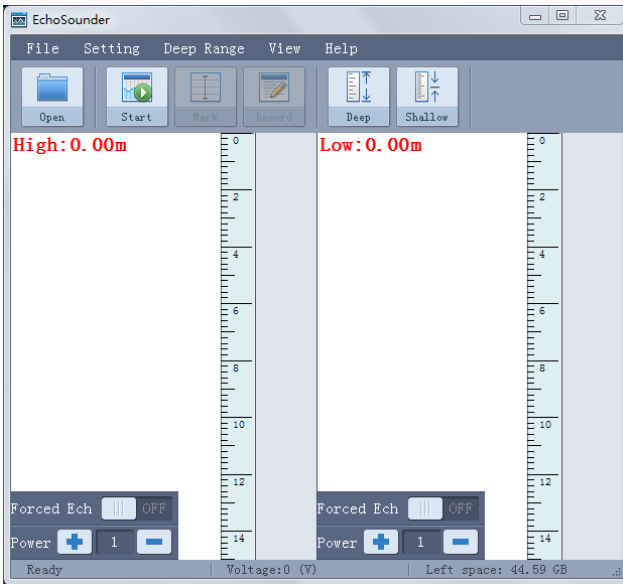 EchoSounder
File Setting Deep Range View Help
Open Start Mark Record Deep Shallow
High:0.00m
0
2
4
6
8
10
12
14
Forced Ech OFF
Power 1
Low:0.00m
0
2
4
6
8
10
12
14
Forced Ech OFF
Power 1
Ready Voltage:0 (V) Left space: 44.59 GB